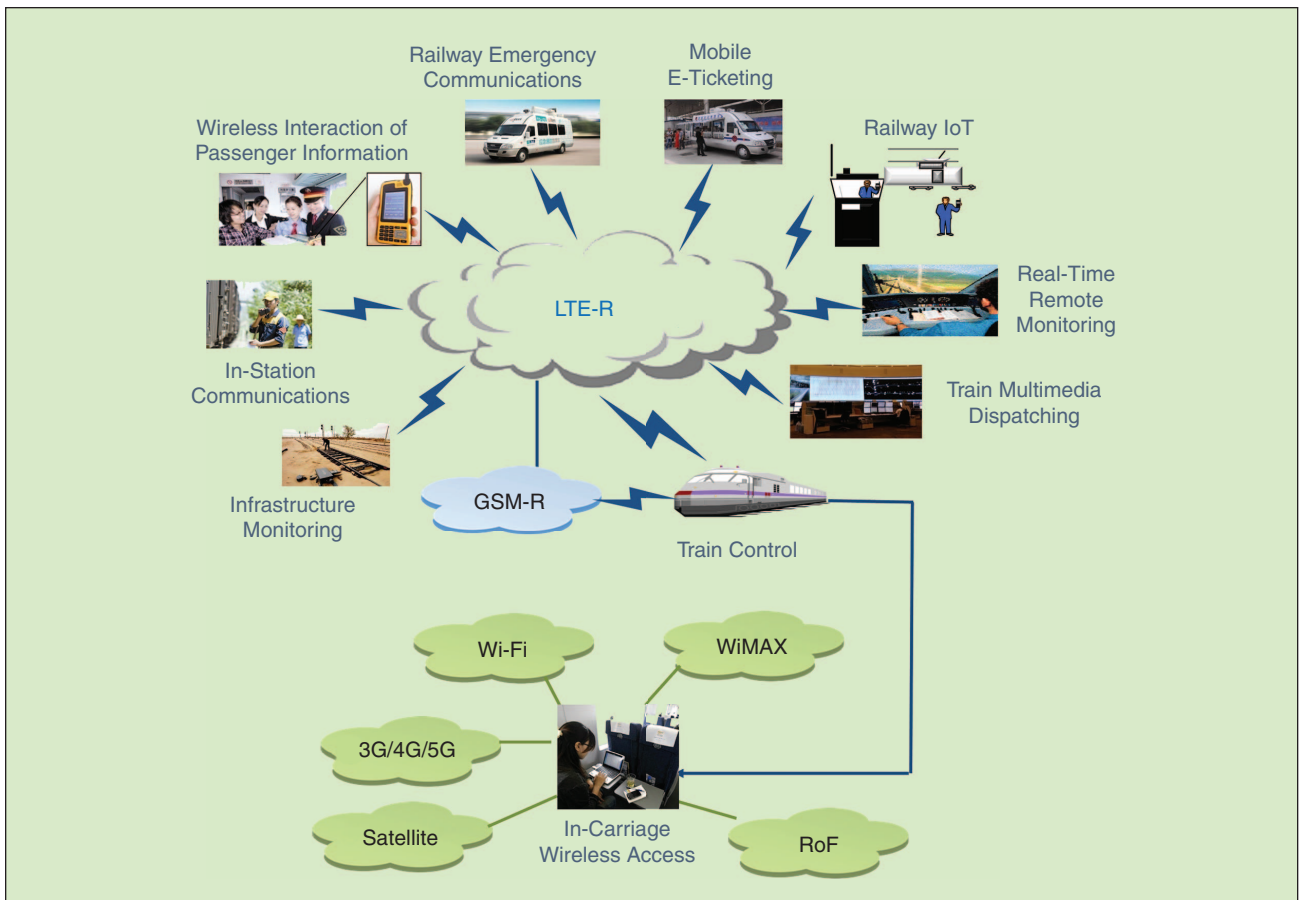 Railway Emergency
Communications
Mobile
E-Ticketing
Wireless Interaction of
Passenger Information
Railway IoT
Real-Time
Remote
Monitoring
LTE-R
In-Station
Communications
Train Multimedia
Dispatching
Infrastructure
Monitoring
GSM-R
Train Control
Wi-Fi
WiMAX
3G/4G/5G
Satellite
In-Carriage
Wireless Access
RoF